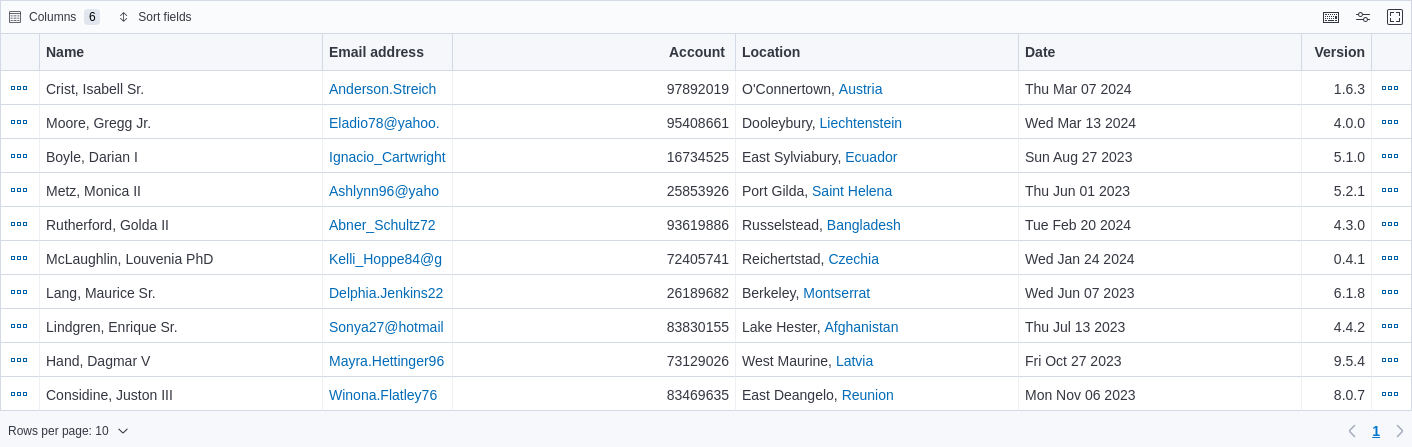 Columns 6 Sort fields
Name Email address Account Location Date Version
Crist, Isabell Sr. Anderson.Streich 97892019 O'Connertown, Austria Thu Mar 07 2024 1.6.3
Moore, Gregg Jr. Eladio78@yahoo. 95408661 Dooleybury, Liechtenstein Wed Mar 13 2024 4.0.0
Boyle, Darian I Ignacio_Cartwright 16734525 East Sylviabury, Ecuador Sun Aug 27 2023 5.1.0
Metz, Monica II Ashlynn96@yaho 25853926 Port Gilda, Saint Helena Thu Jun 01 2023 5.2.1
Rutherford, Golda II Abner_Schultz72 93619886 Russelstead, Bangladesh Tue Feb 20 2024 4.3.0
McLaughlin, Louvenia PhD Kelli_Hoppe84@g 72405741 Reichertstad, Czechia Wed Jan 24 2024 0.4.1
Lang, Maurice Sr. Delphia.Jenkins22 26189682 Berkeley, Montserrat Wed Jun 07 2023 6.1.8
Lindgren, Enrique Sr. Sonya27@hotmail 83830155 Lake Hester, Afghanistan Thu Jul 13 2023 4.4.2
Hand, Dagmar V Mayra.Hettinger96 73129026 West Maurine, Latvia Fri Oct 27 2023 9.5.4
Considine, Juston III Winona.Flatley76 83469635 East Deangelo, Reunion Mon Nov 06 2023 8.0.7
Rows per page: 10 1